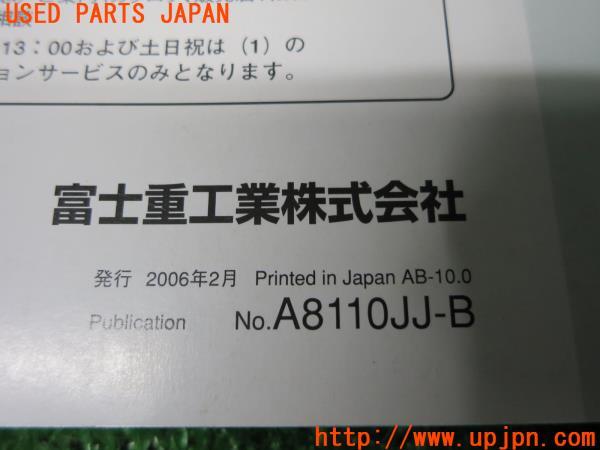 USED PARTS JAPAN
相談
13：00および土日祝は（1）の
ョンサービスのみとなります。
富士重工業株式会社
発行 2006年2月 Printed in Japan AB-10.0
Publication No.A8110JJ-B
UPJ
www.upjpn.com